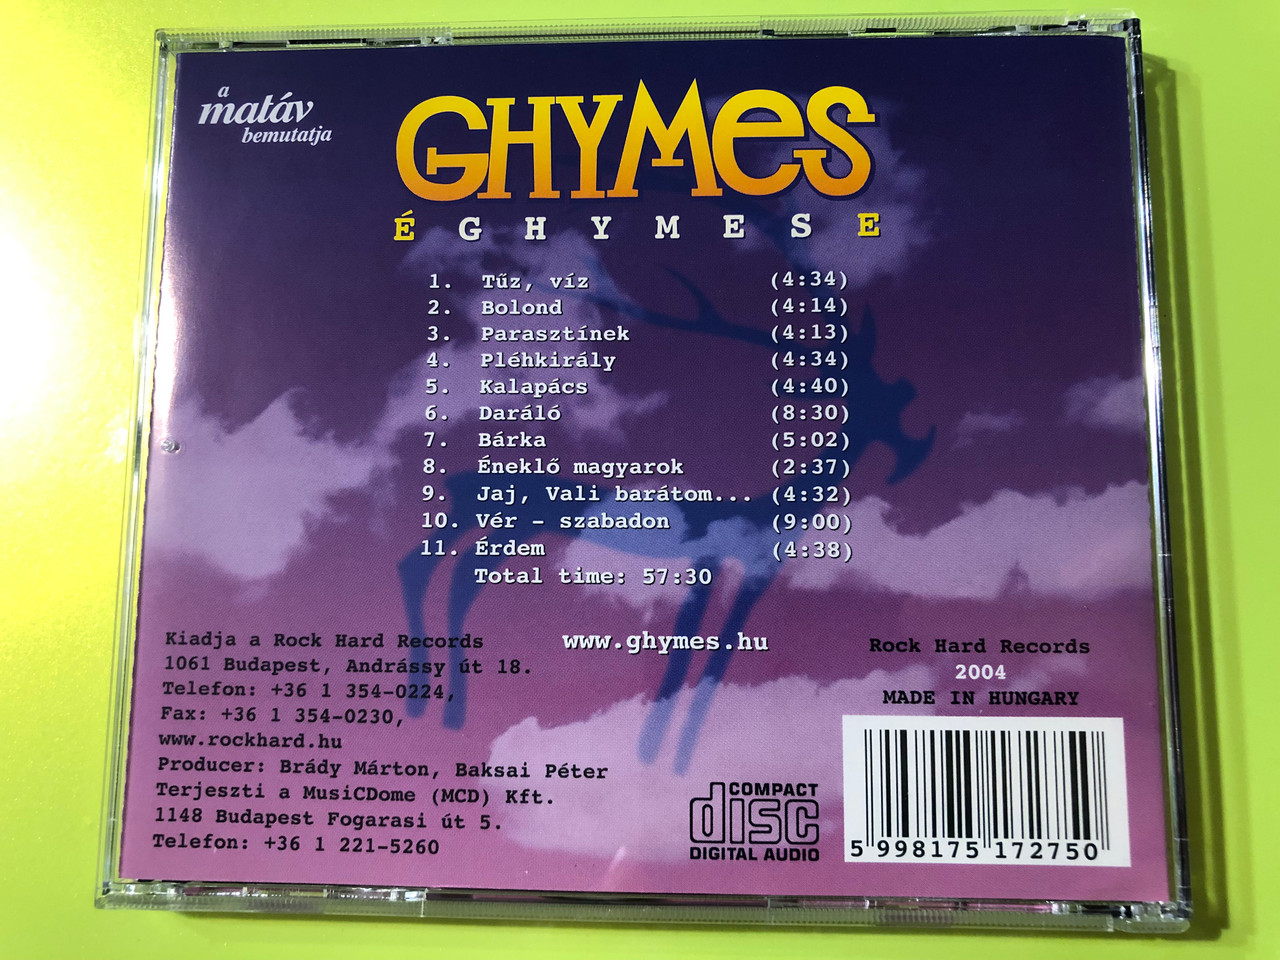 a
matáv
bemutatja
GHYMES
ÉGHYMESE
1. Tűz, víz (4:34)
2. Bolond (4:14)
3. Parasztínek (4:13)
4. Pléhkirály (4:34)
5. Kalapács (4:40)
6. Daráló (8:30)
7. Bárka (5:02)
8. Éneklő magyarok (2:37)
9. Jaj, Vali barátom... (4:32)
10. Vér - szabadon (9:00)
11. Érdem (4:38)
Total time: 57:30
Kiadja a Rock Hard Records
1061 Budapest, Andrássy út 18.
Telefon: +36 1 354-0224,
Fax: +36 1 354-0230,
www.rockhard.hu
Producer: Brády Márton, Baksai Péter
Terjeszti a MusiCDome (MCD) Kft.
1148 Budapest Fogarasi út 5.
Telefon: +36 1 221-5260
www.ghymes.hu
Rock Hard Records
2004
MADE IN HUNGARY
COMPACT
disc
DIGITAL AUDIO
5 998175 172750